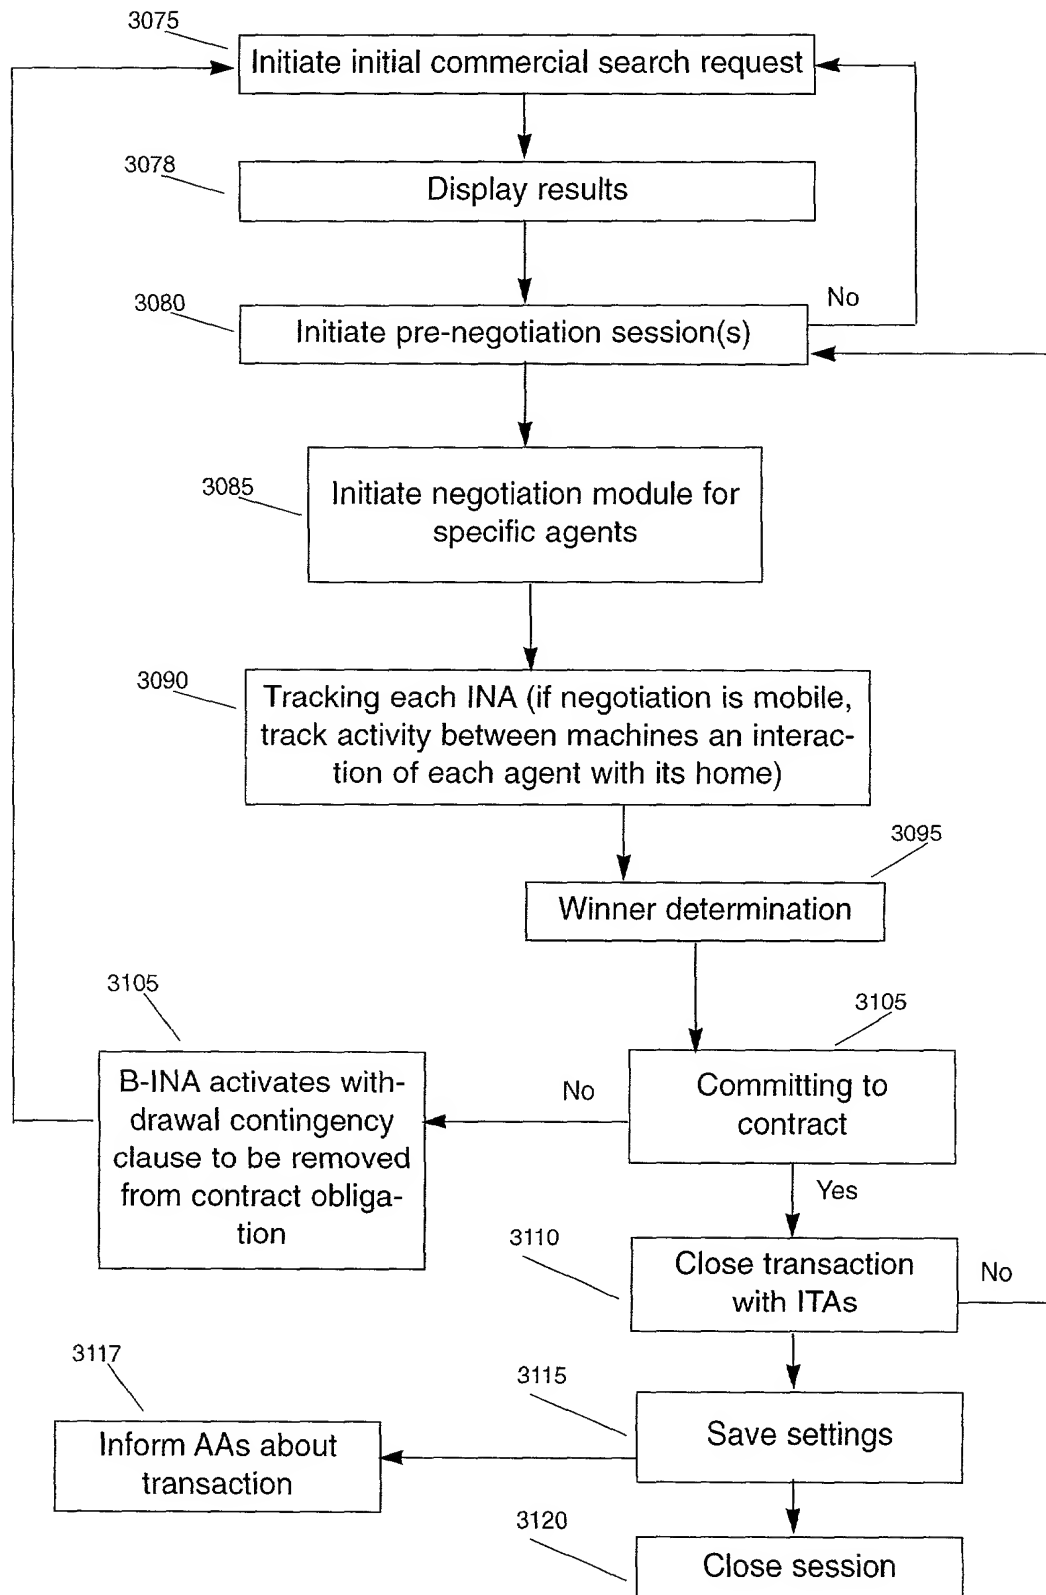 3075
Initiate initial commercial search request
3078
Display results
3080
No
Initiate pre-negotiation session(s)
3085
Initiate negotiation module for
specific agents
3090
Tracking each INA (if negotiation is mobile,
track activity between machines an interac-
tion of each agent with its home)
3095
Winner determination
3105
3105
B-INA activates with-
drawal contingency
clause to be removed
from contract obliga-
tion
No
Committing to
contract
Yes
3110
Close transaction
with ITAs
No
3117
3115
Inform AAs about
transaction
Save settings
3120
Close session